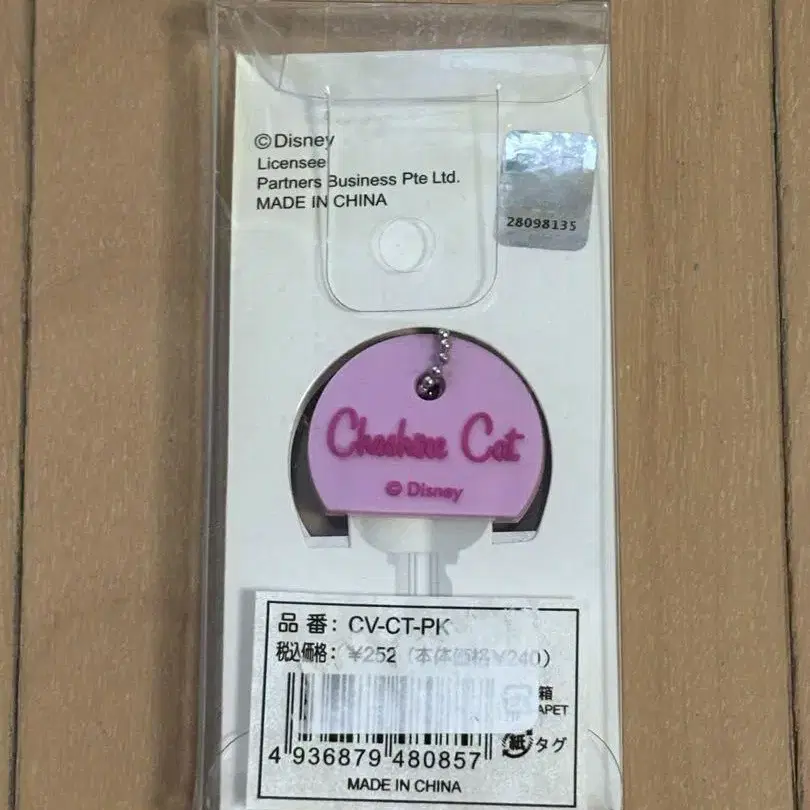 ©Disney
Licensee
Partners Business Pte Ltd.
MADE IN CHINA
28098135
Cheshire Cat
© Disney
品番: CV-CT-PK
税込価格: ¥252 (本体価格¥240)
箱
APET
紙 タグ
4 936879 480857
MADE IN CHINA